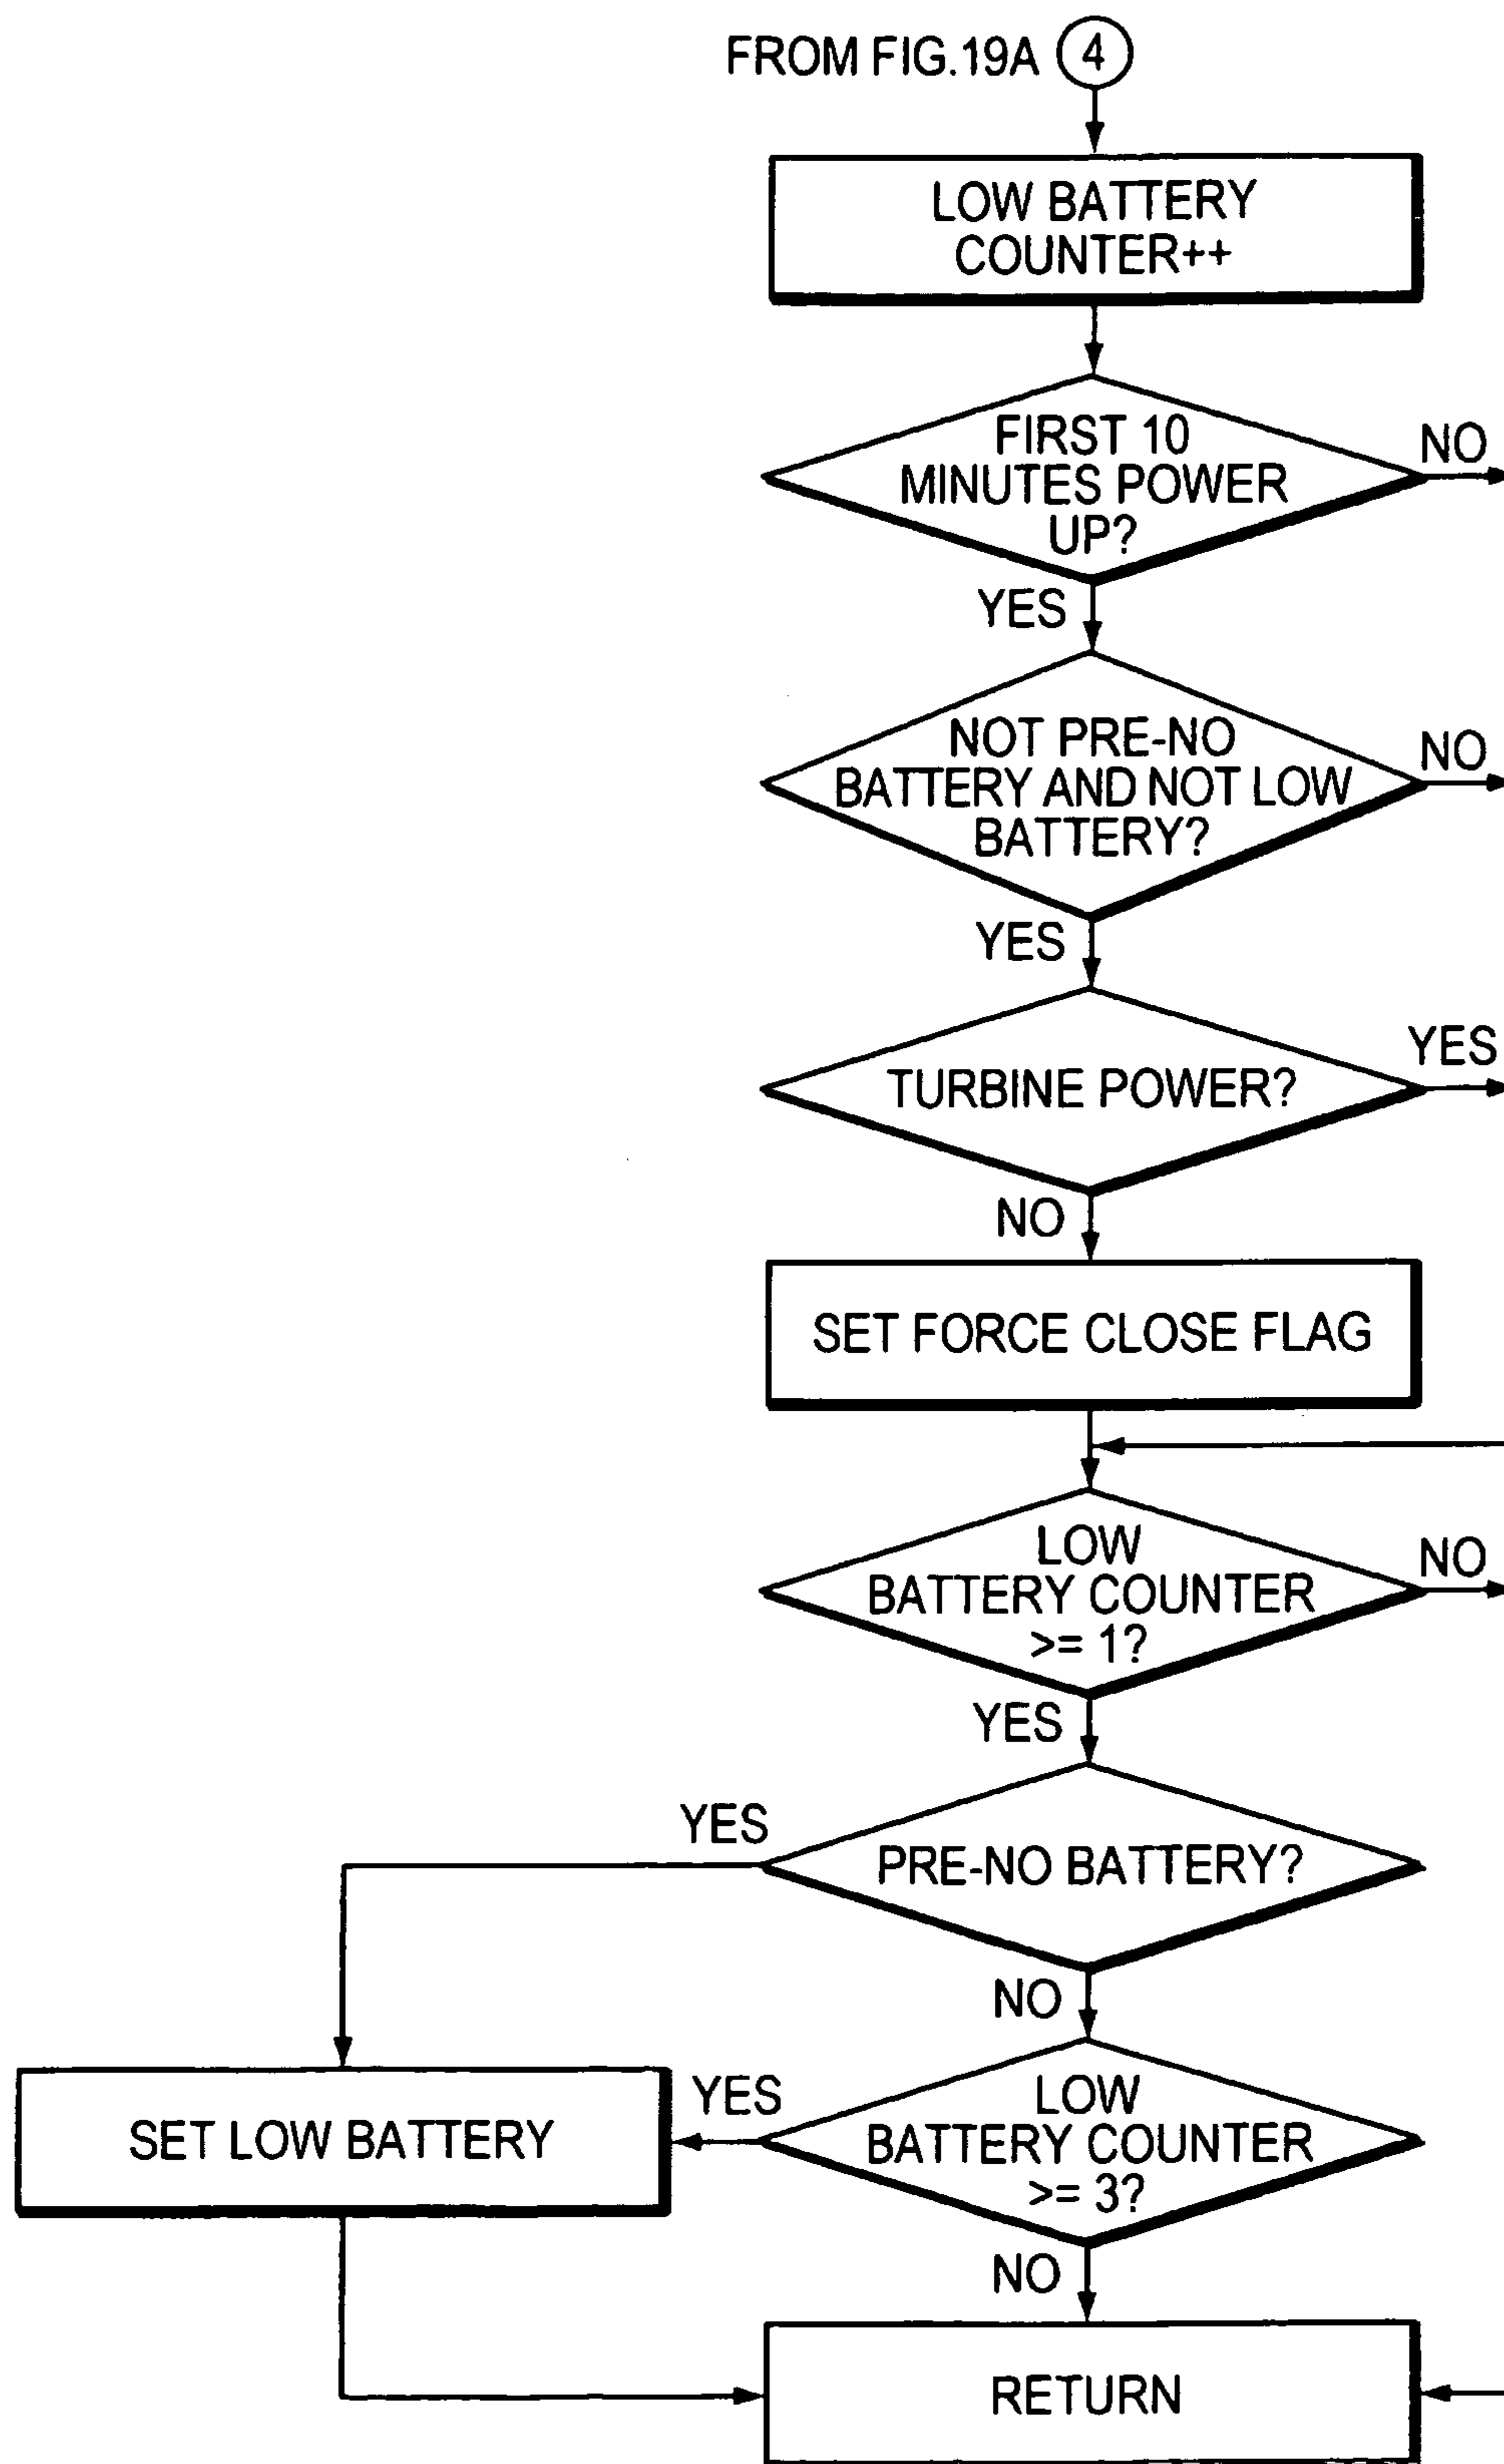 FROM FIG.19A 4
LOW BATTERY
COUNTER++
FIRST 10
MINUTES POWER
UP?
NO
YES
NOT PRE-NO
BATTERY AND NOT LOW
BATTERY?
NO
YES
TURBINE POWER?
YES
NO
SET FORCE CLOSE FLAG
LOW
BATTERY COUNTER
>= 1?
NO
YES
YES
PRE-NO BATTERY?
NO
SET LOW BATTERY
YES
LOW
BATTERY COUNTER
>= 3?
NO
RETURN